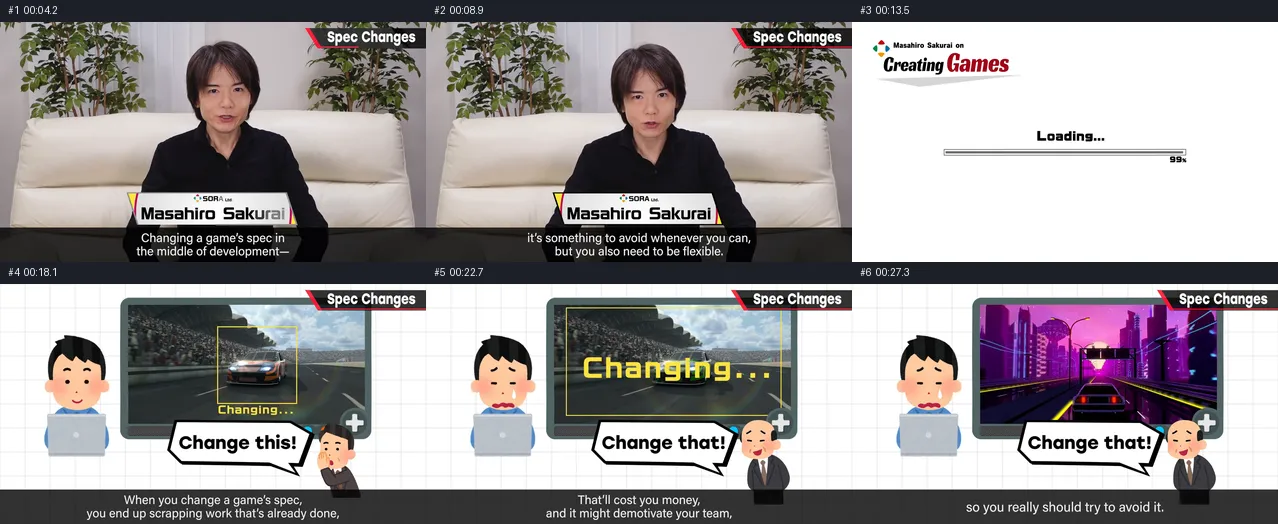 #1 00:04.2
Spec Changes
SORA Ltd.
Masahiro Sakurai
Changing a game's spec in
the middle of development—
#2 00:08.9
Spec Changes
SORA Ltd.
Masahiro Sakurai
it's something to avoid whenever you can,
but you also need to be flexible.
#3 00:13.5
Masahiro Sakurai on
Creating Games
Loading...
99%
#4 00:18.1
Spec Changes
Changing...
Change this!
When you change a game's spec,
you end up scrapping work that's already done,
#5 00:22.7
Spec Changes
Changing...
Change that!
That'll cost you money,
and it might demotivate your team,
#6 00:27.3
Spec Changes
Change that!
so you really should try to avoid it.